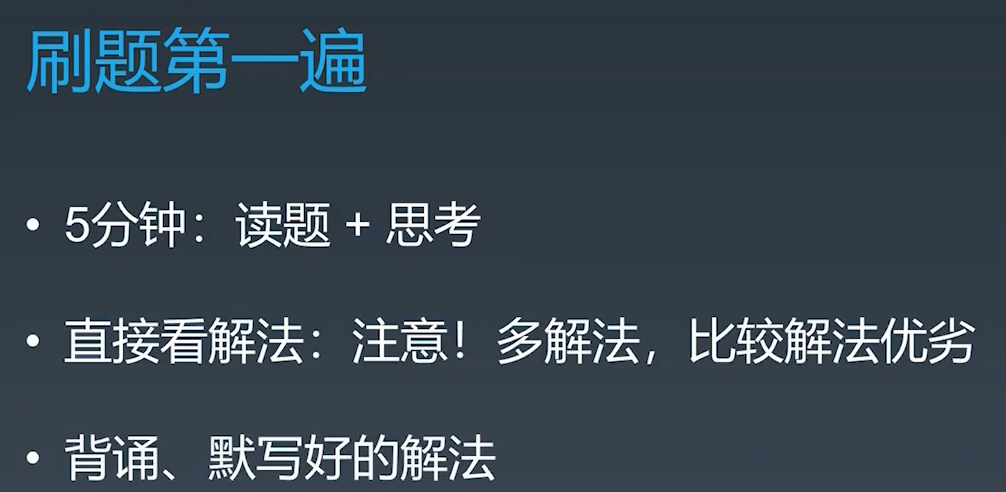 刷题第一遍
• 5分钟：读题 + 思考
• 直接看解法：注意！多解法，比较解法优劣
• 背诵、默写好的解法